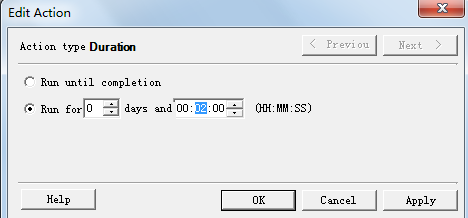 Edit Action
Action type Duration
< Previou
Next >
Run until completion
Run for 0 days and 00:02:00 (HH:MM:SS)
Help
OK
Cancel
Apply